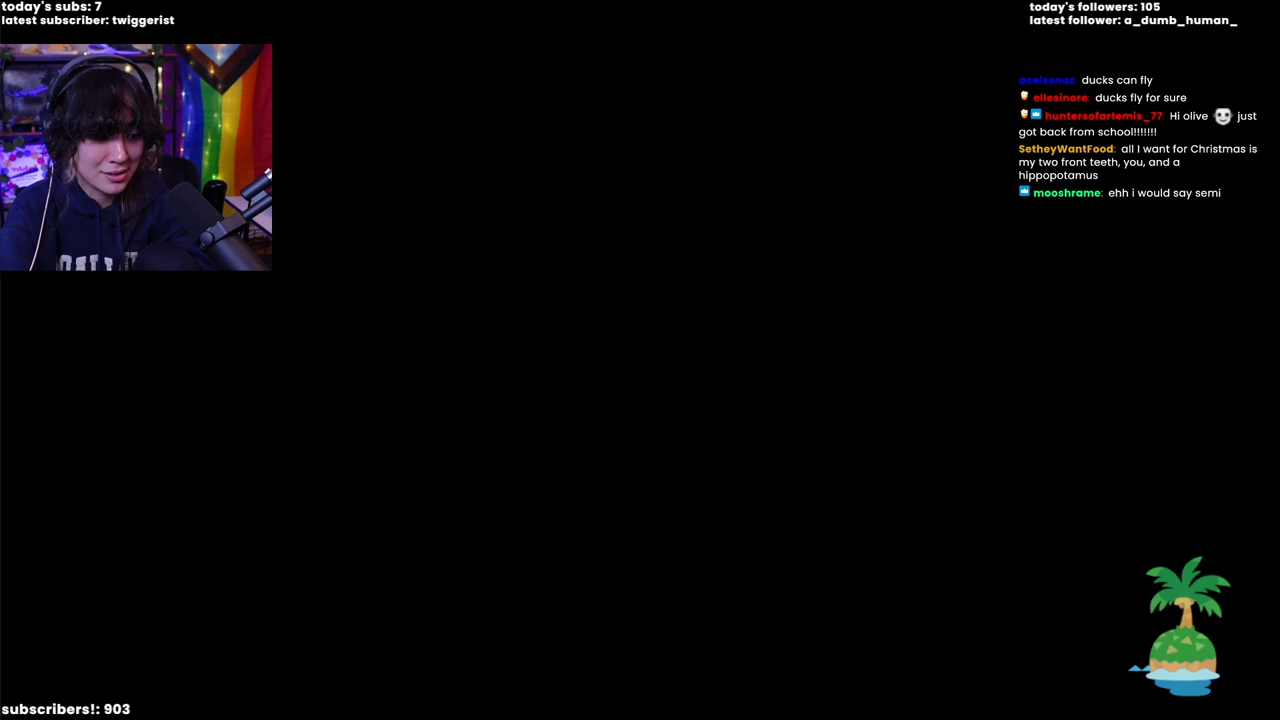 today's subs: 7
latest subscriber: twiggerist
today's followers: 105
latest follower: a_dumb_human_
aceissnaz: ducks can fly
ellesinore: ducks fly for sure
huntersofartemis_77: Hi olive just
got back from school!!!!!!!
SetheyWantFood: all I want for Christmas is
my two front teeth, you, and a
hippopotamus
mooshrame: ehh i would say semi
subscribers!: 903